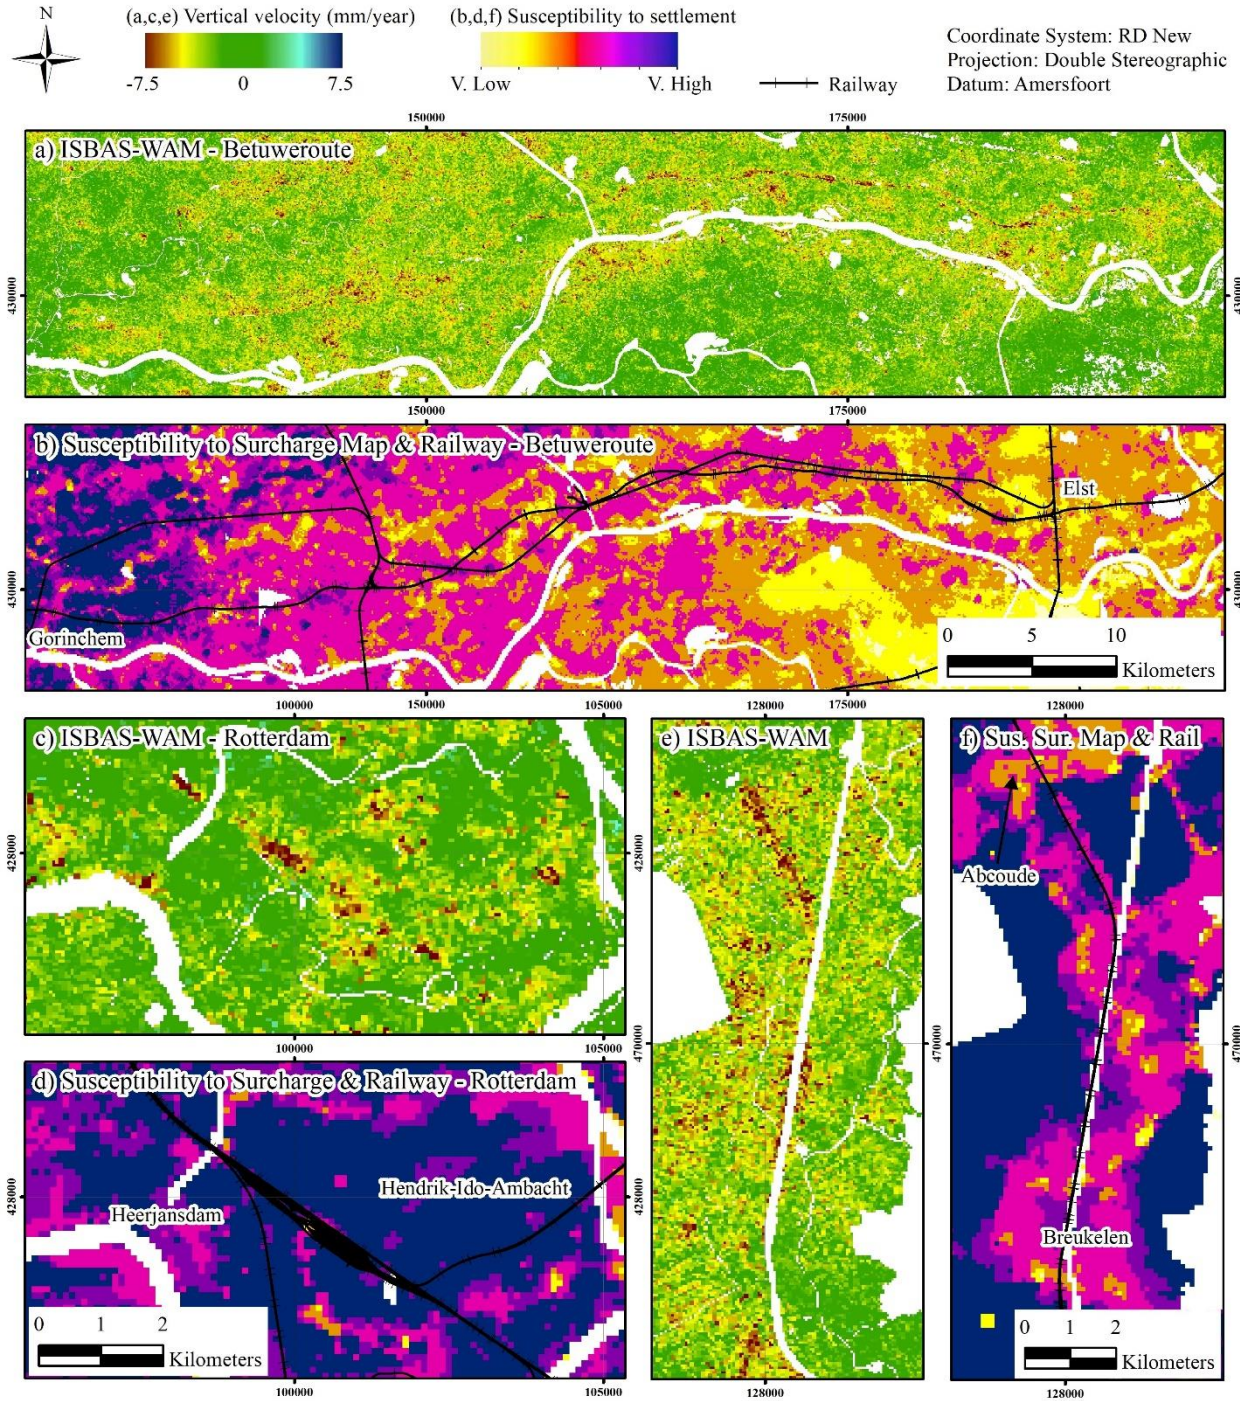 N
(a,c,e) Vertical velocity (mm/year)
-7.5 0 7.5
(b,d,f) Susceptibility to settlement
V. Low V. High
Railway
Coordinate System: RD New
Projection: Double Stereographic
Datum: Amersfoort
150000 175000
a) ISBAS-WAM - Betuweroute
430000 430000
150000 175000
b) Susceptibility to Surcharge Map & Railway - Betuweroute
Elst
430000 430000
Gorinchem
0 5 10
Kilometers
100000 150000 105000 128000 175000 128000
c) ISBAS-WAM - Rotterdam
428000 428000
100000 105000
e) ISBAS-WAM
470000
128000
f) Sus. Sur. Map & Rail
Abcoude
470000
Breukelen
0 1 2
Kilometers
128000
d) Susceptibility to Surcharge & Railway - Rotterdam
Hendrik-Ido-Ambacht
428000 428000
Heerjansdam
0 1 2
Kilometers
100000 105000